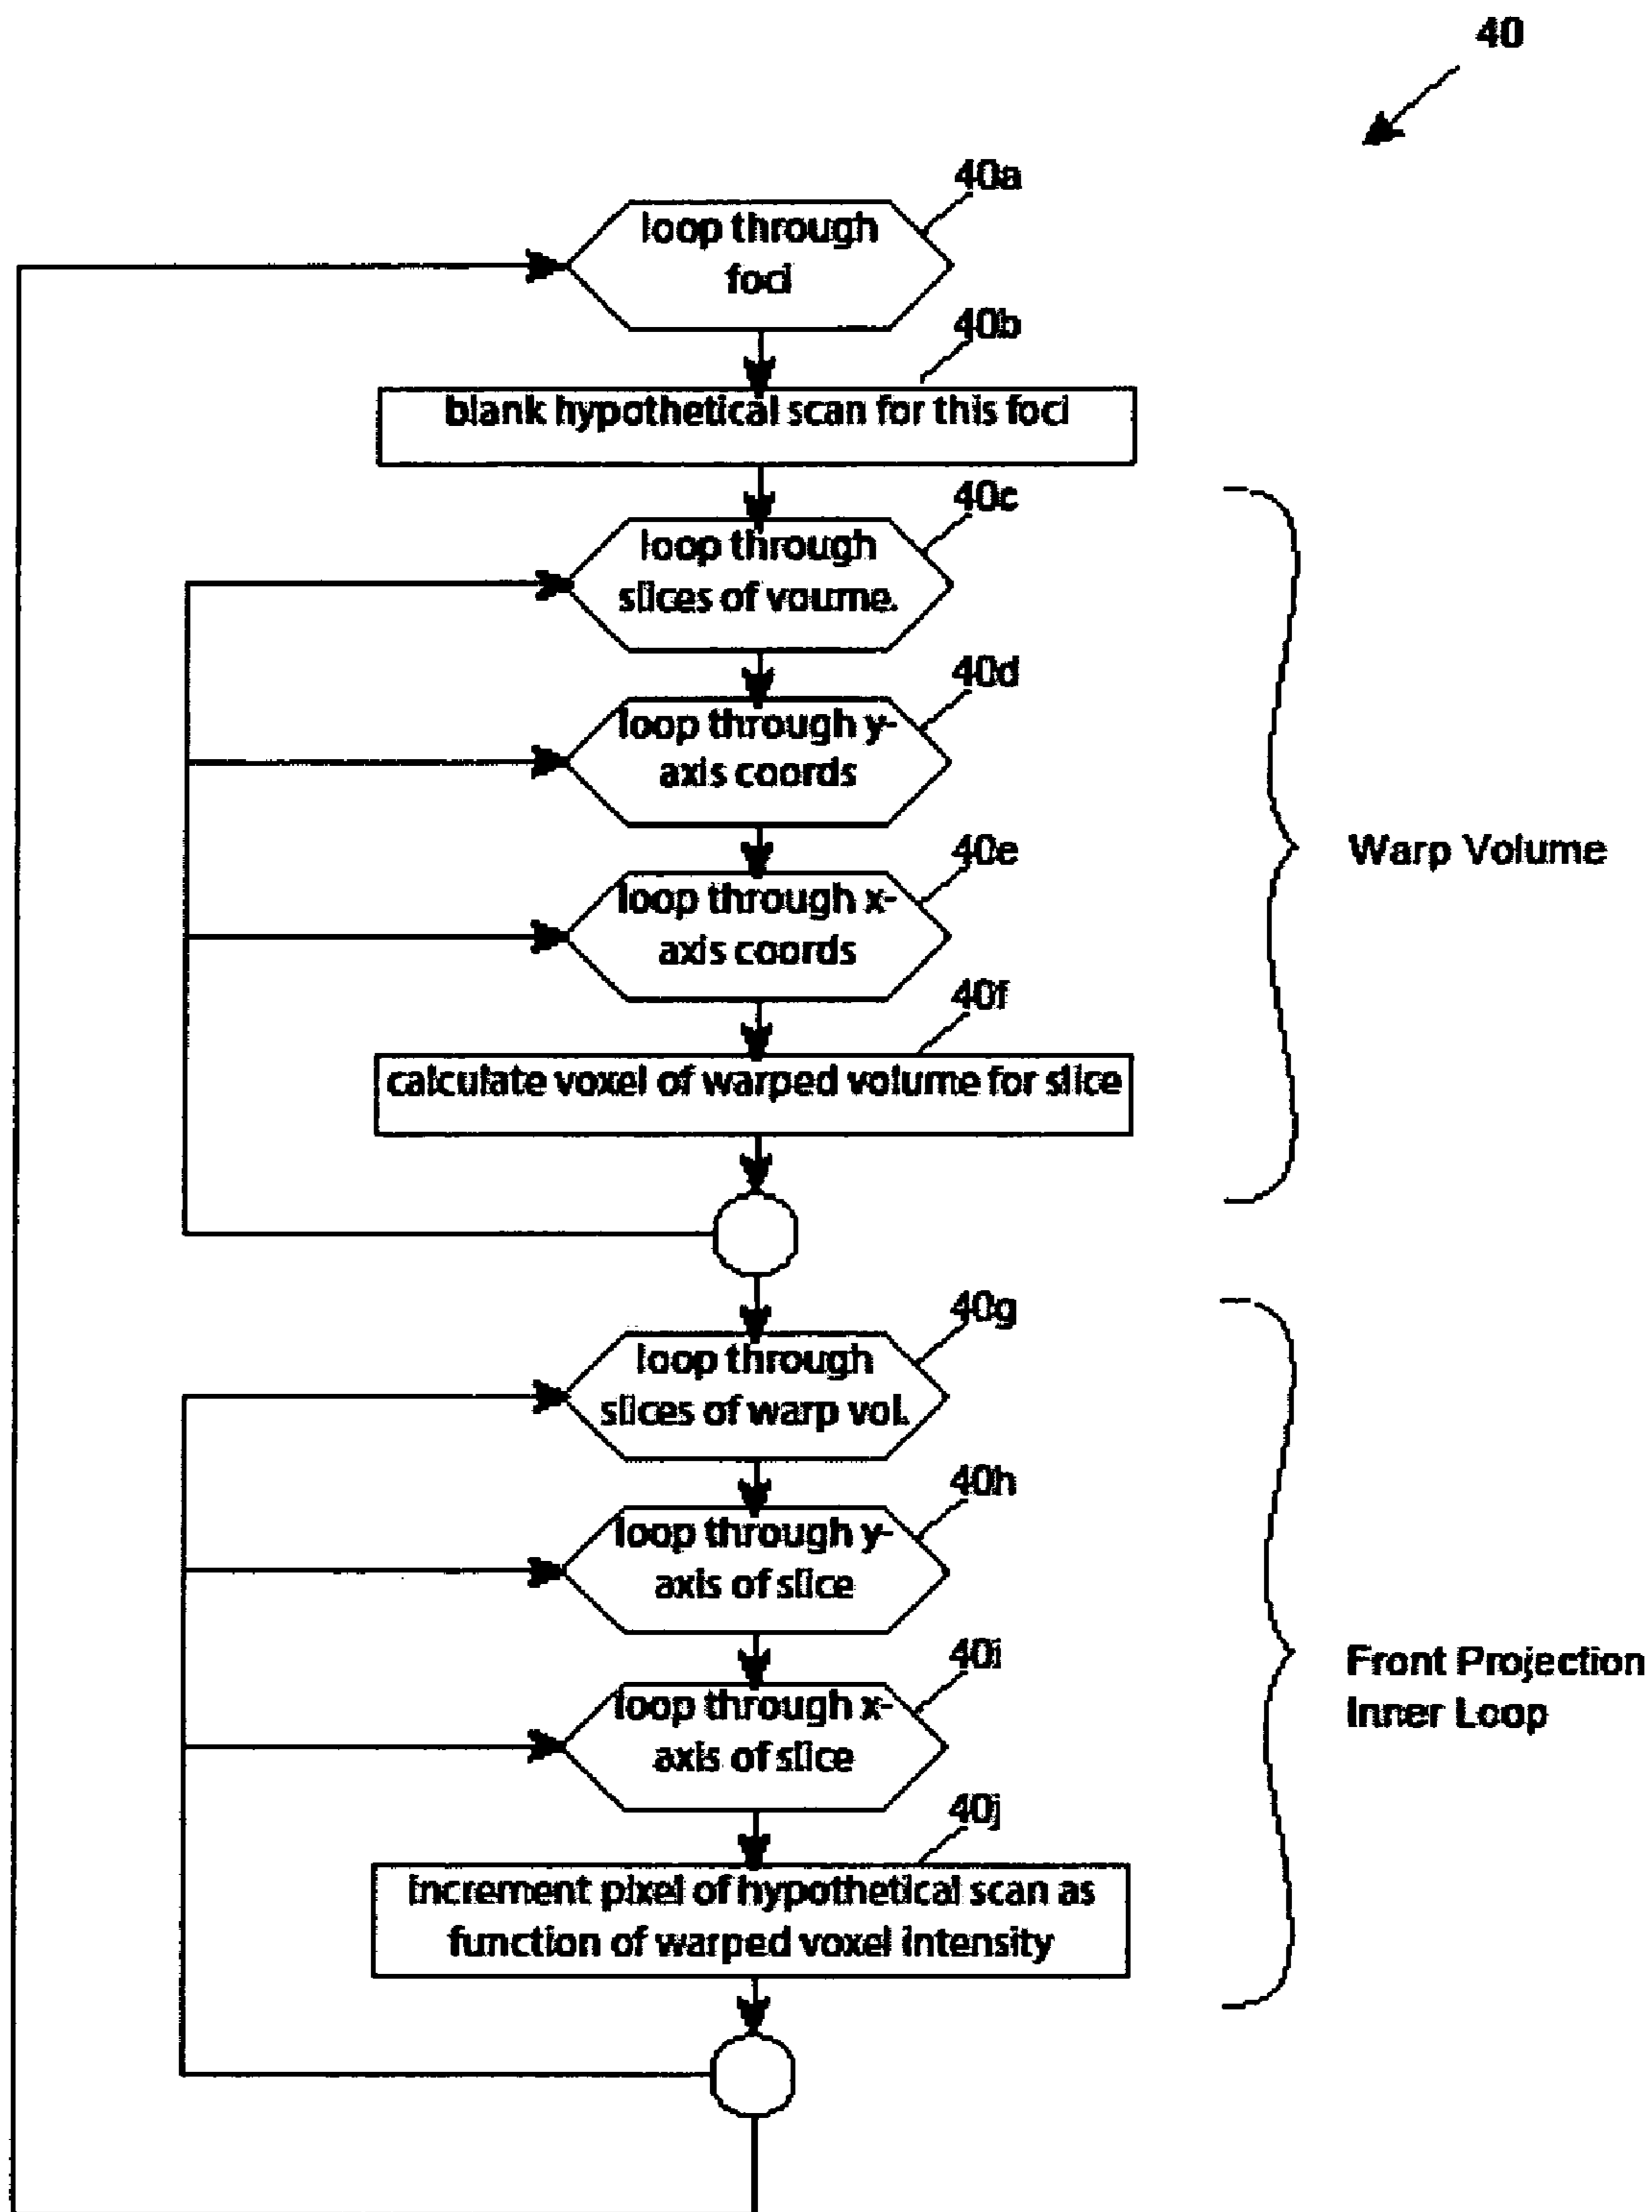 40
40a
loop through
foci
40b
blank hypothetical scan for this foci
40c
loop through
slices of voume.
40d
loop through y-
axis coords
40e
loop through x-
axis coords
40f
calculate voxel of warped volume for slice
Warp Volume
40g
loop through
slices of warp vol.
40h
loop through y-
axis of slice
40i
loop through x-
axis of slice
40j
increment pixel of hypothetical scan as
function of warped voxel intensity
Front Projection
Inner Loop